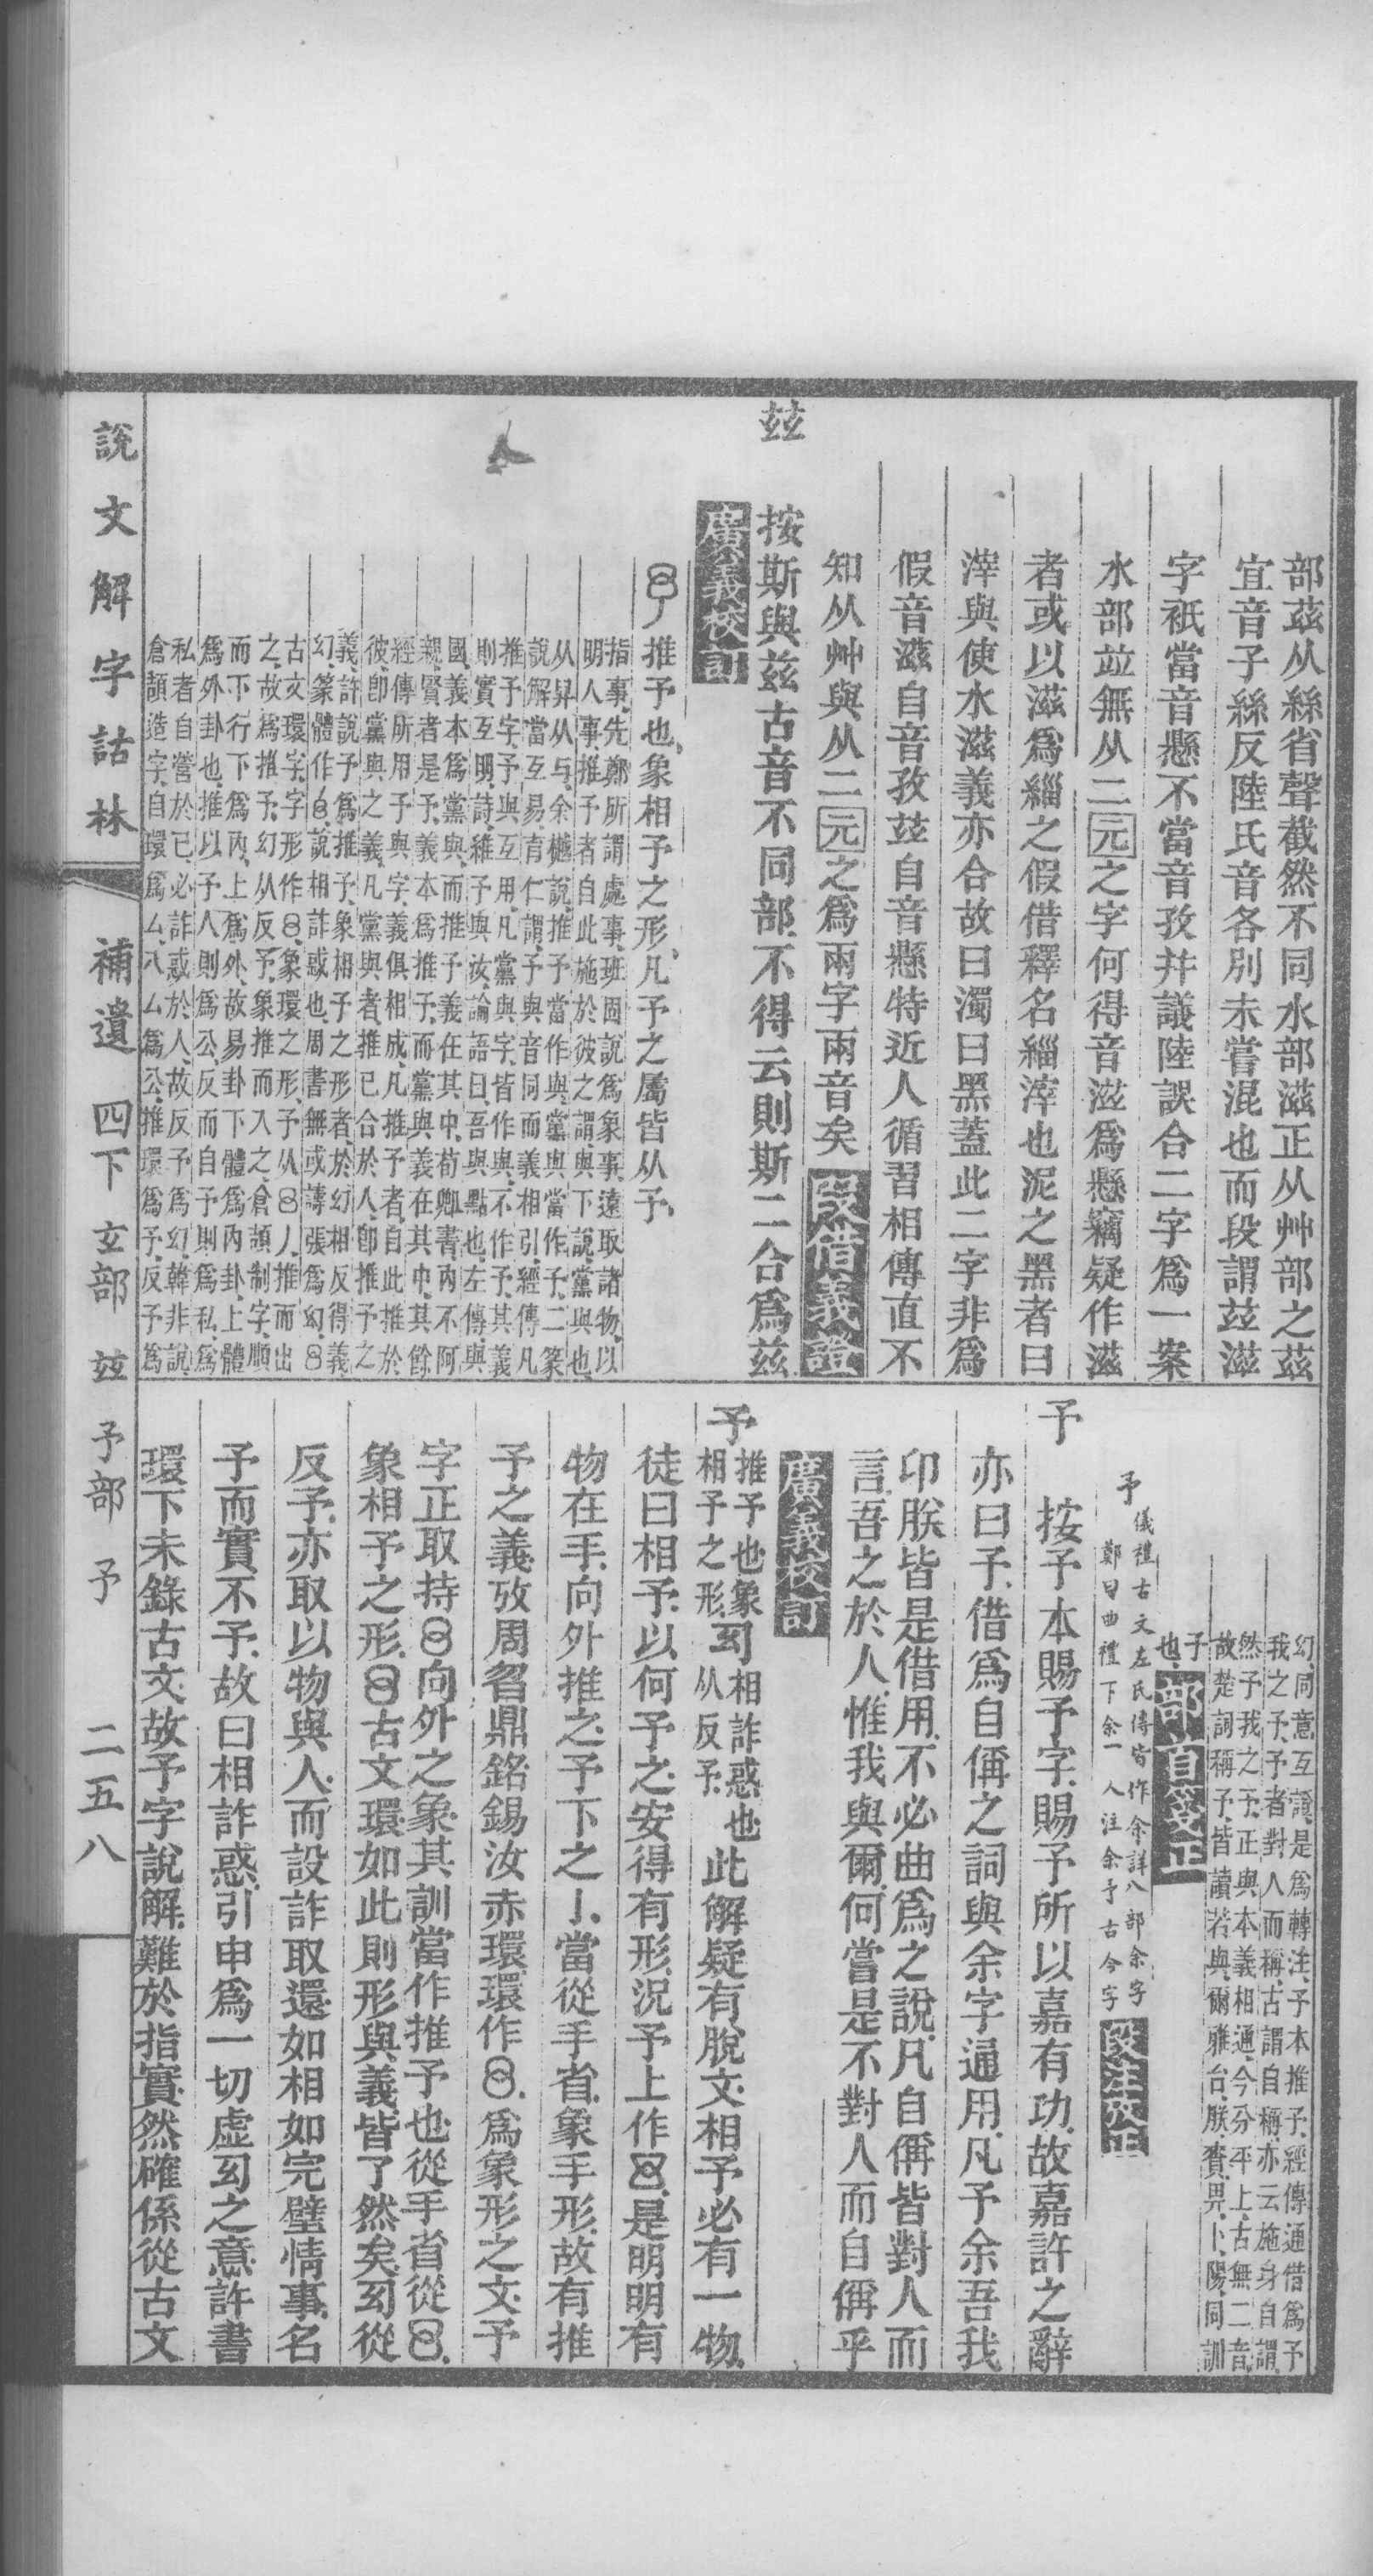 部茲从絲省聲截然不同水部滋正从艸部之茲
宜音子絲反陸氏音各別未嘗混也而段謂玆滋
字衹當音懸不當音孜幷議陸誤合二字爲一案
水部竝無从二元之字何得音滋爲懸竊疑作滋
者或以滋爲緇之假借釋名緇滓也泥之黑者曰
滓與使水滋義亦合故曰濁曰黑蓋此二字非爲
假音滋自音孜玆自音懸特近人循習相傳直不
知从艸與从二元之爲兩字兩音矣
玆
按斯與茲古音不同部、不得云則斯二合爲茲
廣義校訂
推予也、象相予之形、凡予之屬皆从予、
指事、先鄭所謂處事、班固說爲象事、遠取諸物、以
明人事、推予者自此施於彼之謂、與下說、黨與也
从舁从与、余樾說、推予當作與、黨與當作予、二篆
說解當互易、育仁謂、予與音同而義相引、經傳凡
推予字、予與互用、凡黨與字、皆作與、不作予、其義
則實互明、詩、維予與汝、論語曰、吾與點也、左傳、與
國、義本爲黨與、而推予義在其中、荀卿書、內不阿
親、賢者是予、義本爲推予、而黨與義在其中、其餘
經傳所用予與字、義俱相成、凡推予者、自此推於
彼、卽黨與之義、凡黨與者、推已合於人、卽推予之
義、許說予爲推予、象相予之形者、於幻相反得義
幻、篆體作、說相詐惑也、周書無或譸張爲幻、
古文環字、字形作、象環之形、予从人、推而出
之、故爲推予、幻从反予、象推而入之、倉頡制字、順
而下行、下爲內、上爲外、故易卦下體爲內卦、上體
爲外卦也、推以予人則爲公、反而自予則爲私、爲
私者自營於已、必詐惑於人、故反予爲幻、韓非說、
倉頡造字、自環爲厶、八厶爲公、推環爲予、反予爲
幻、同意互證、是爲轉注、予本推予、經傳通借爲予
我之予、予者對人而稱、古謂自稱、亦云施身自謂、
然予我之予、正與本義相通、今分平上、古無二音、
故楚詞稱予、皆讀若與、爾雅台、朕、賚、畀、卜、陽、同訓
予
也、
部首箋正
予 儀禮古文左氏傳皆作余詳八部余字
鄭曰曲禮下余一人注余予古今字
段注攷正
予
按予本賜予字、賜予所以嘉有功、故嘉許之辭
亦曰予、借爲自偁之詞與余字通用、凡予余吾我
卬朕皆是借用、不必曲爲之說、凡自偁皆對人而
言、吾之於人、惟我與爾、何嘗是不對人而自偁乎
廣義校訂
予
推予也、象
相予之形、
幻
相詐惑也、
从反予、
此解疑有脫文、相予必有一物、
徒曰相予、以何予之、安得有形、況予上作、是明明有
物在手、向外推之、予下之亅、當從手省、象手形、故有推
予之義、攷周曶鼎銘錫汝赤環、環作、爲象形之文、予
字正取持向外之象、其訓當作推予也從手省從、
象相予之形、古文環、如此則形與義皆了然矣、幻從
反予、亦取以物與人、而設詐取還、如相如完璧情事、名
予而實不予、故曰相詐惑、引申爲一切虛幻之意、許書
環下未錄古文、故予字說解、難於指實、然確係從古文
說文解字詁林 補遺 四下 玄部 玆 予部 予 二五八